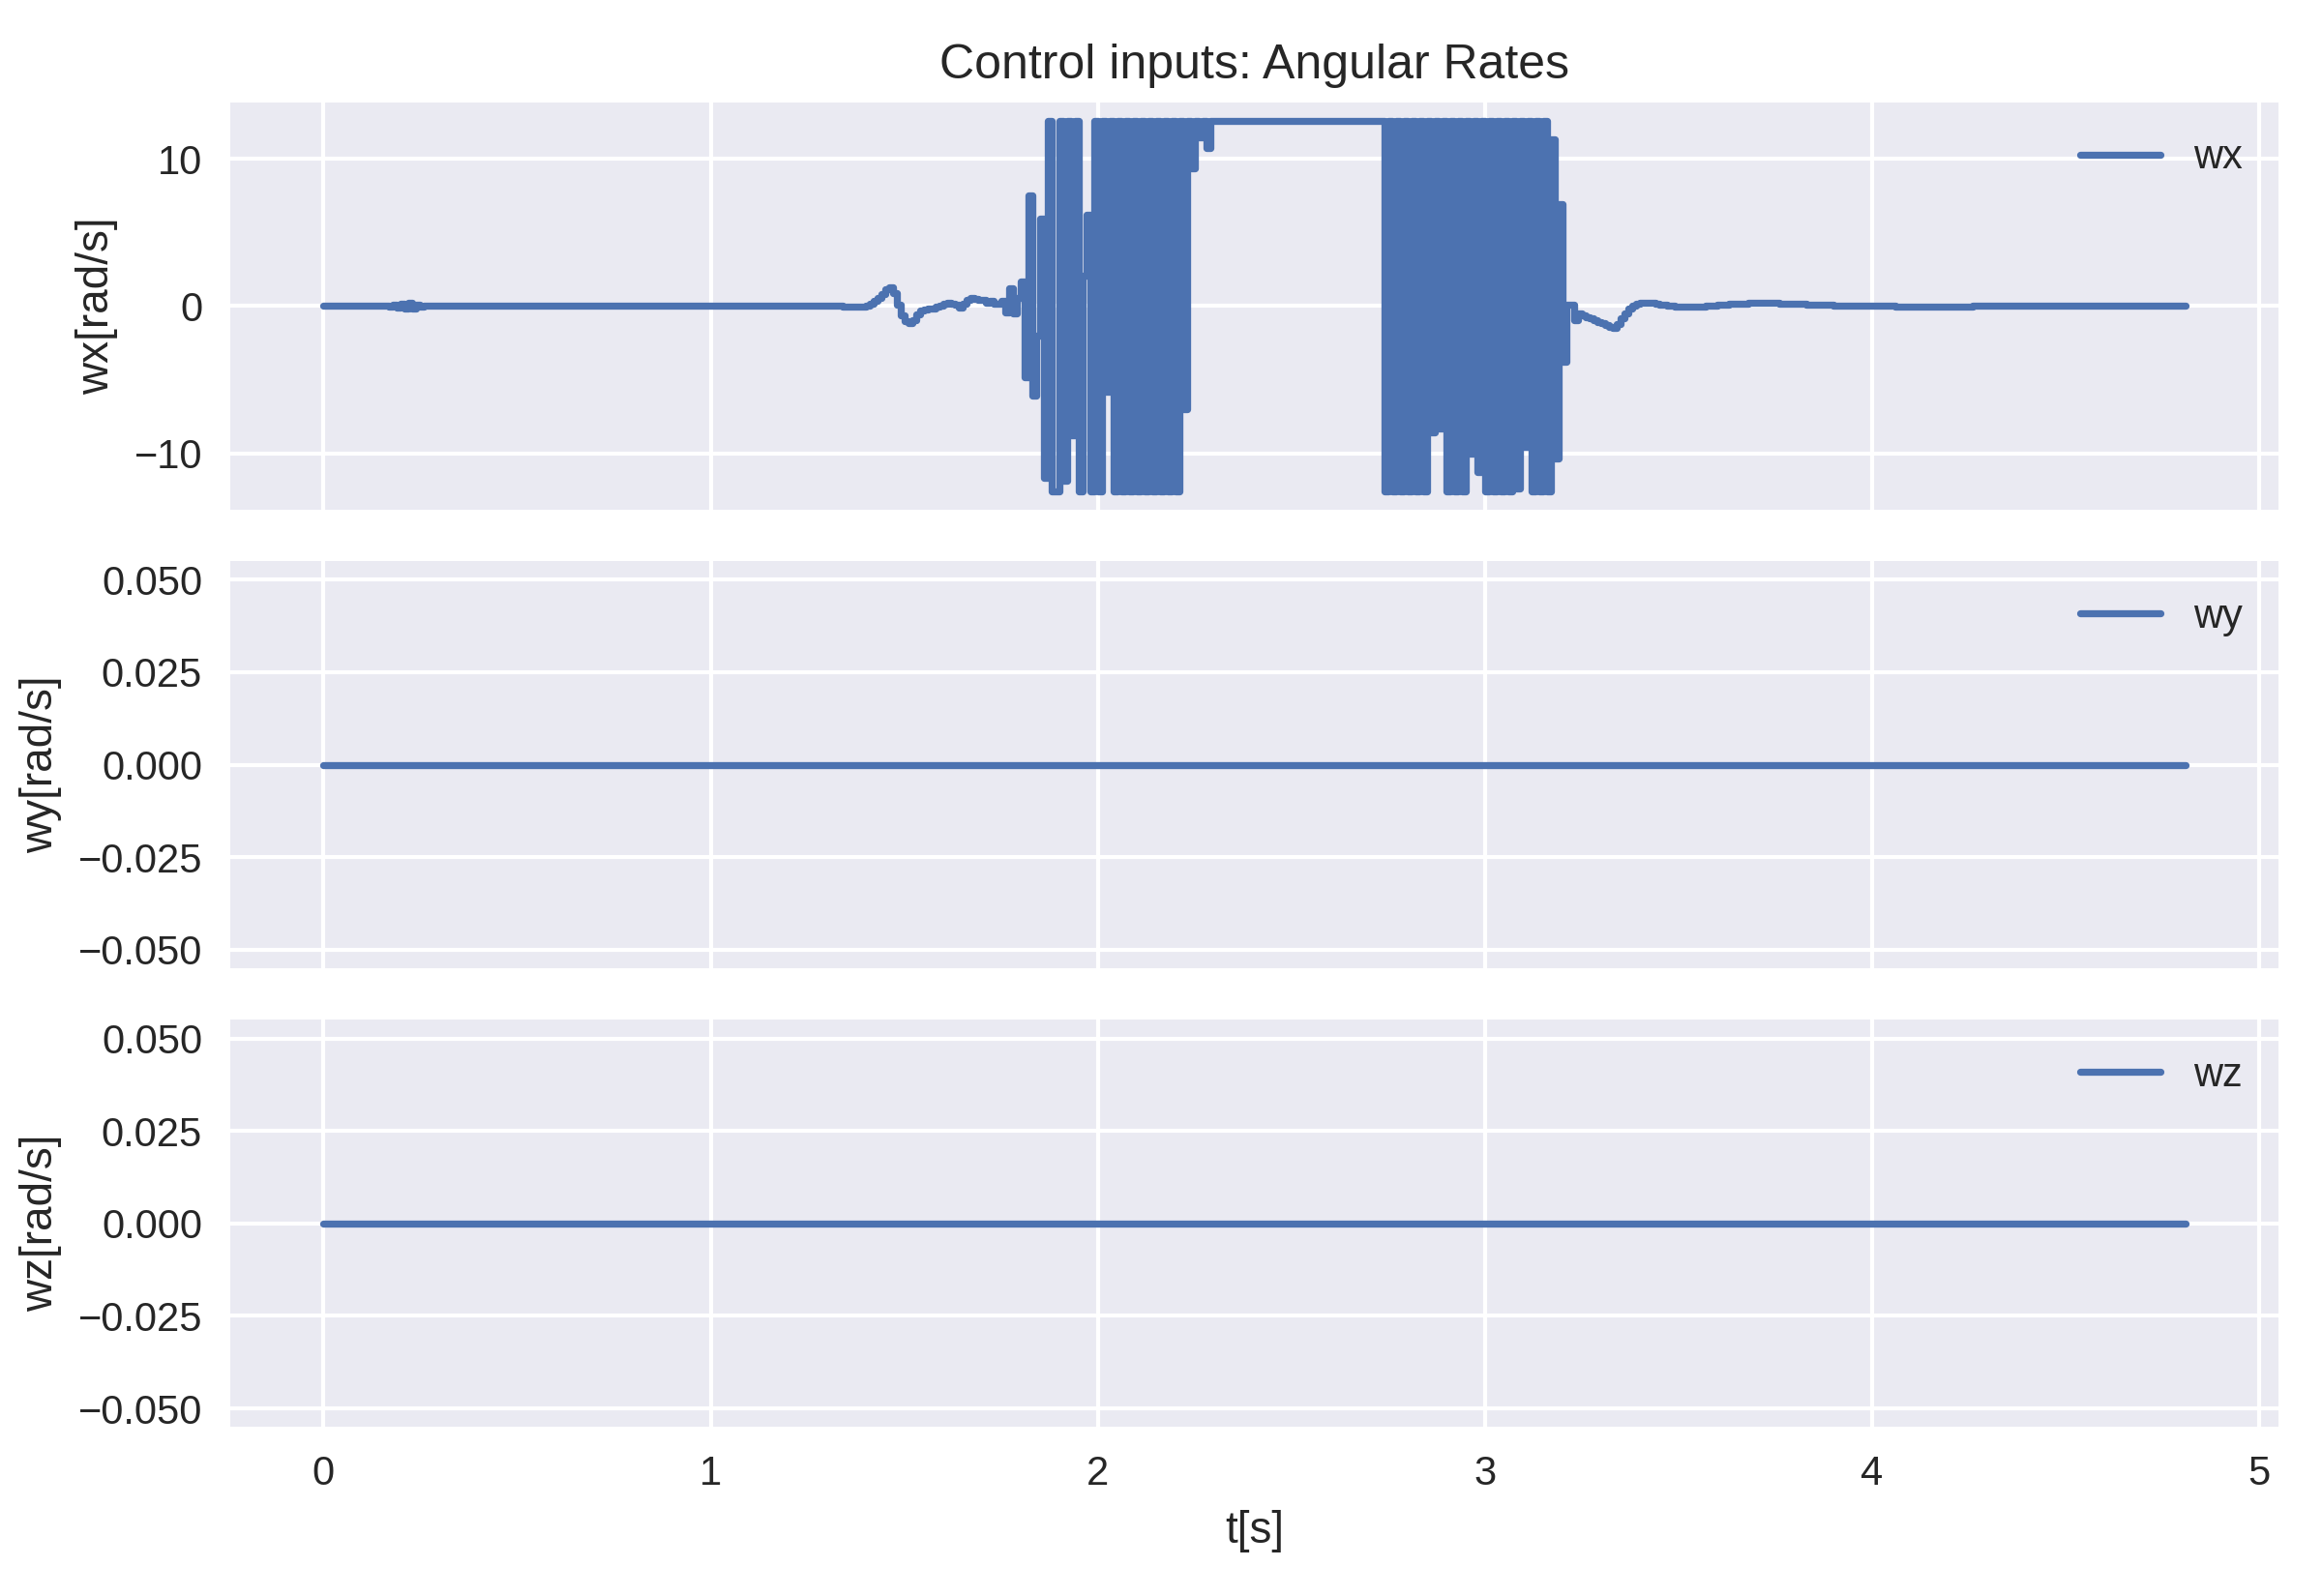 Control inputs: Angular Rates
wx[rad/s]
10
0
−10
wx
wy[rad/s]
0.050
0.025
0.000
−0.025
−0.050
wy
wz[rad/s]
0.050
0.025
0.000
−0.025
−0.050
wz
0 1 2 3 4 5
t[s]